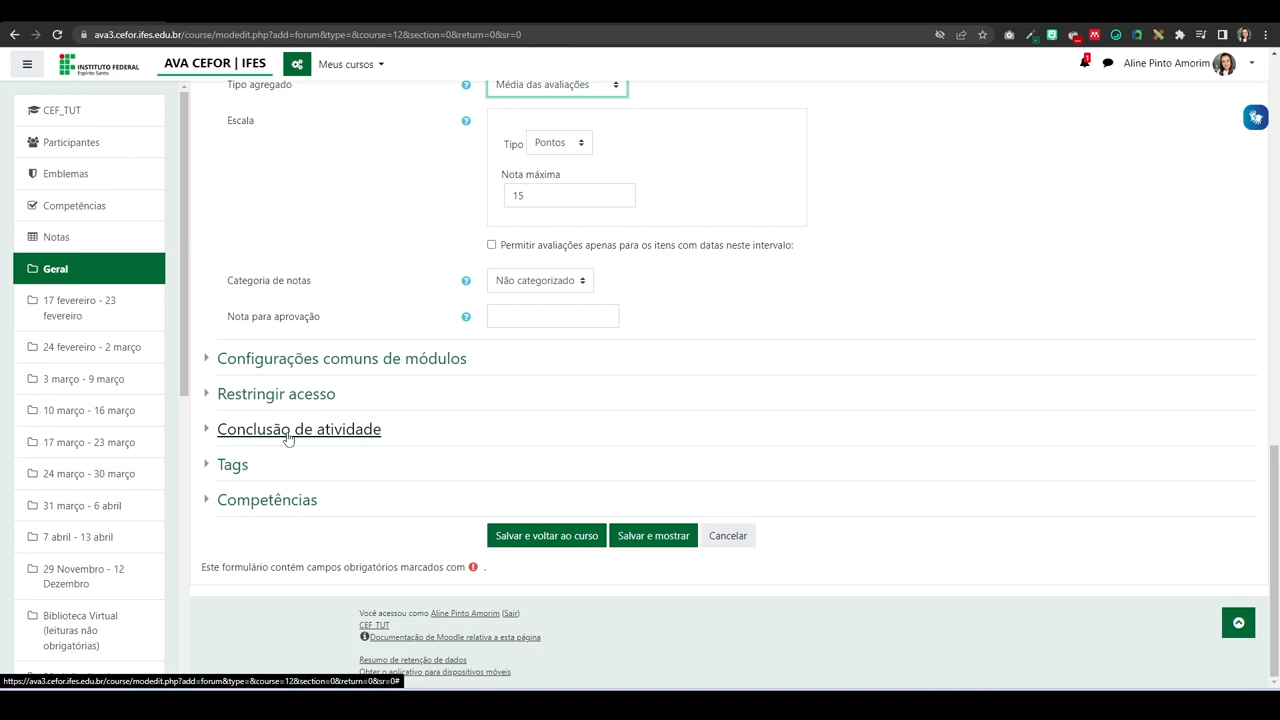 ava3.cefor.ifes.edu.br/course/modedit.php?add=forum&type=&course=12&section=0&return=0&sr=0
INSTITUTO FEDERAL
Espírito Santo
AVA CEFOR | IFES
Meus cursos
1
Aline Pinto Amorim
CEF_TUT
Participantes
Emblemas
Competências
Notas
Geral
17 fevereiro - 23
fevereiro
24 fevereiro - 2 março
3 março - 9 março
10 março - 16 março
17 março - 23 março
24 março - 30 março
31 março - 6 abril
7 abril - 13 abril
29 Novembro - 12
Dezembro
Biblioteca Virtual
(leituras não
obrigatórias)
Tipo agregado
Média das avaliações
Escala
Tipo Pontos
Nota máxima
15
Permitir avaliações apenas para os itens com datas neste intervalo:
Categoria de notas
Não categorizado
Nota para aprovação
Configurações comuns de módulos
Restringir acesso
Conclusão de atividade
Tags
Competências
Salvar e voltar ao curso
Salvar e mostrar
Cancelar
Este formulário contém campos obrigatórios marcados com .
Você acessou como Aline Pinto Amorim (Sair)
CEF_TUT
Documentação de Moodle relativa a esta página
Resumo de retenção de dados
Obter o aplicativo para dispositivos móveis
https://ava3.cefor.ifes.edu.br/course/modedit.php?add=forum&type=&course=12&section=0&return=0&sr=0#